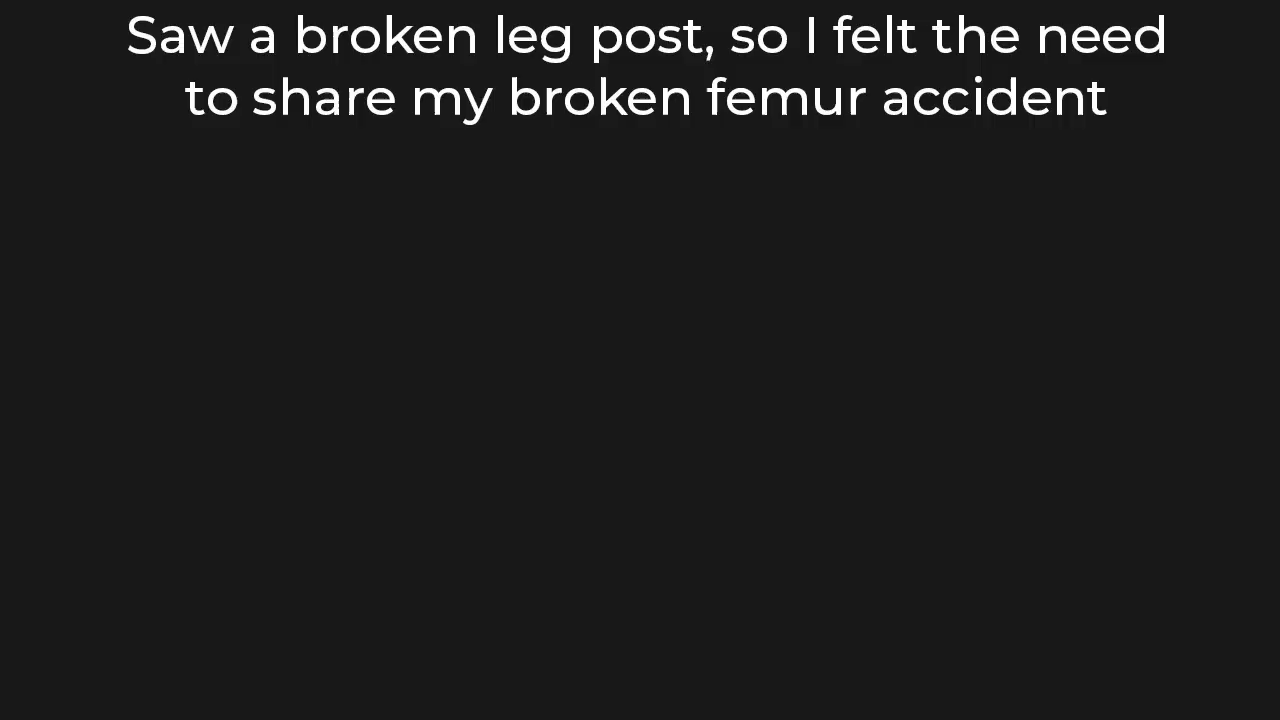 Saw a broken leg post, so I felt the need
to share my broken femur accident